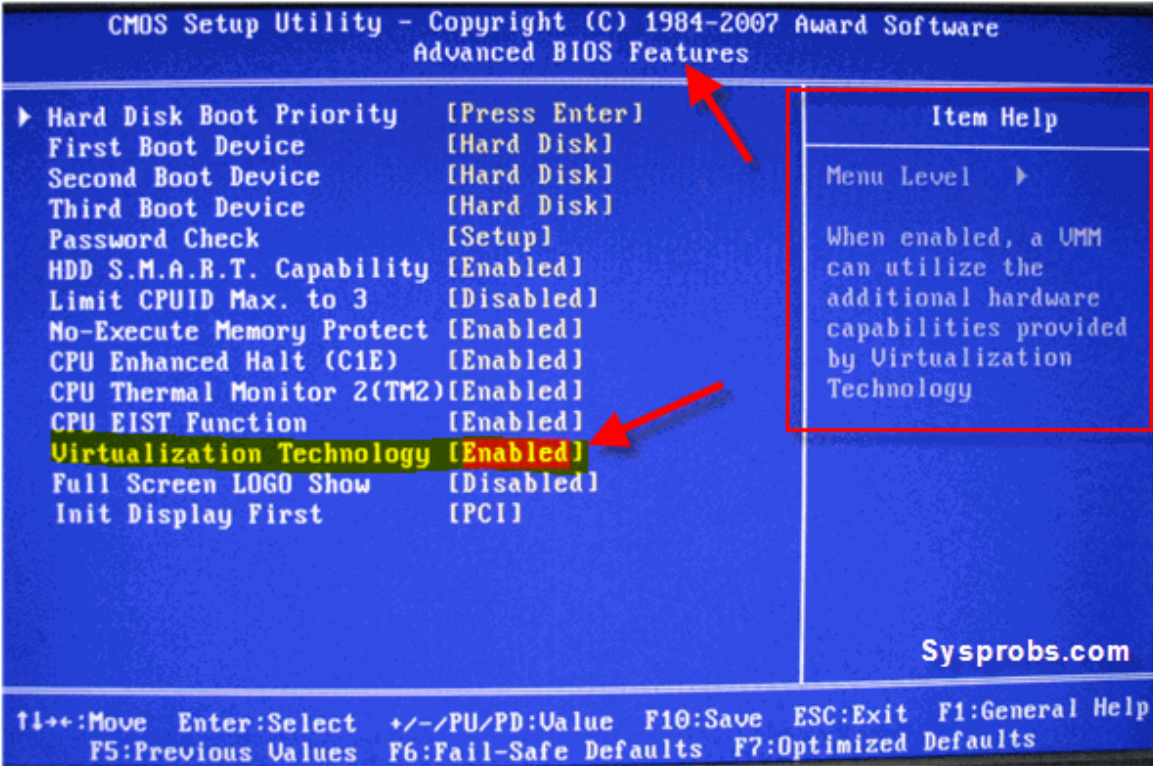 CMOS Setup Utility - Copyright (C) 1984-2007 Award Software
Advanced BIOS Features
Hard Disk Boot Priority [Press Enter]
First Boot Device [Hard Disk]
Second Boot Device [Hard Disk]
Third Boot Device [Hard Disk]
Password Check [Setup]
HDD S.M.A.R.T. Capability [Enabled]
Limit CPUID Max. to 3 [Disabled]
No-Execute Memory Protect [Enabled]
CPU Enhanced Halt (C1E) [Enabled]
CPU Thermal Monitor 2(TM2)[Enabled]
CPU EIST Function [Enabled]
Virtualization Technology [Enabled]
Full Screen LOGO Show [Disabled]
Init Display First [PCI]
Item Help
Menu Level
When enabled, a VMM
can utilize the
additional hardware
capabilities provided
by Virtualization
Technology
Sysprobs.com
↑↓→←:Move Enter:Select +/-/PU/PD:Value F10:Save ESC:Exit F1:General Help
F5:Previous Values F6:Fail-Safe Defaults F7:Optimized Defaults